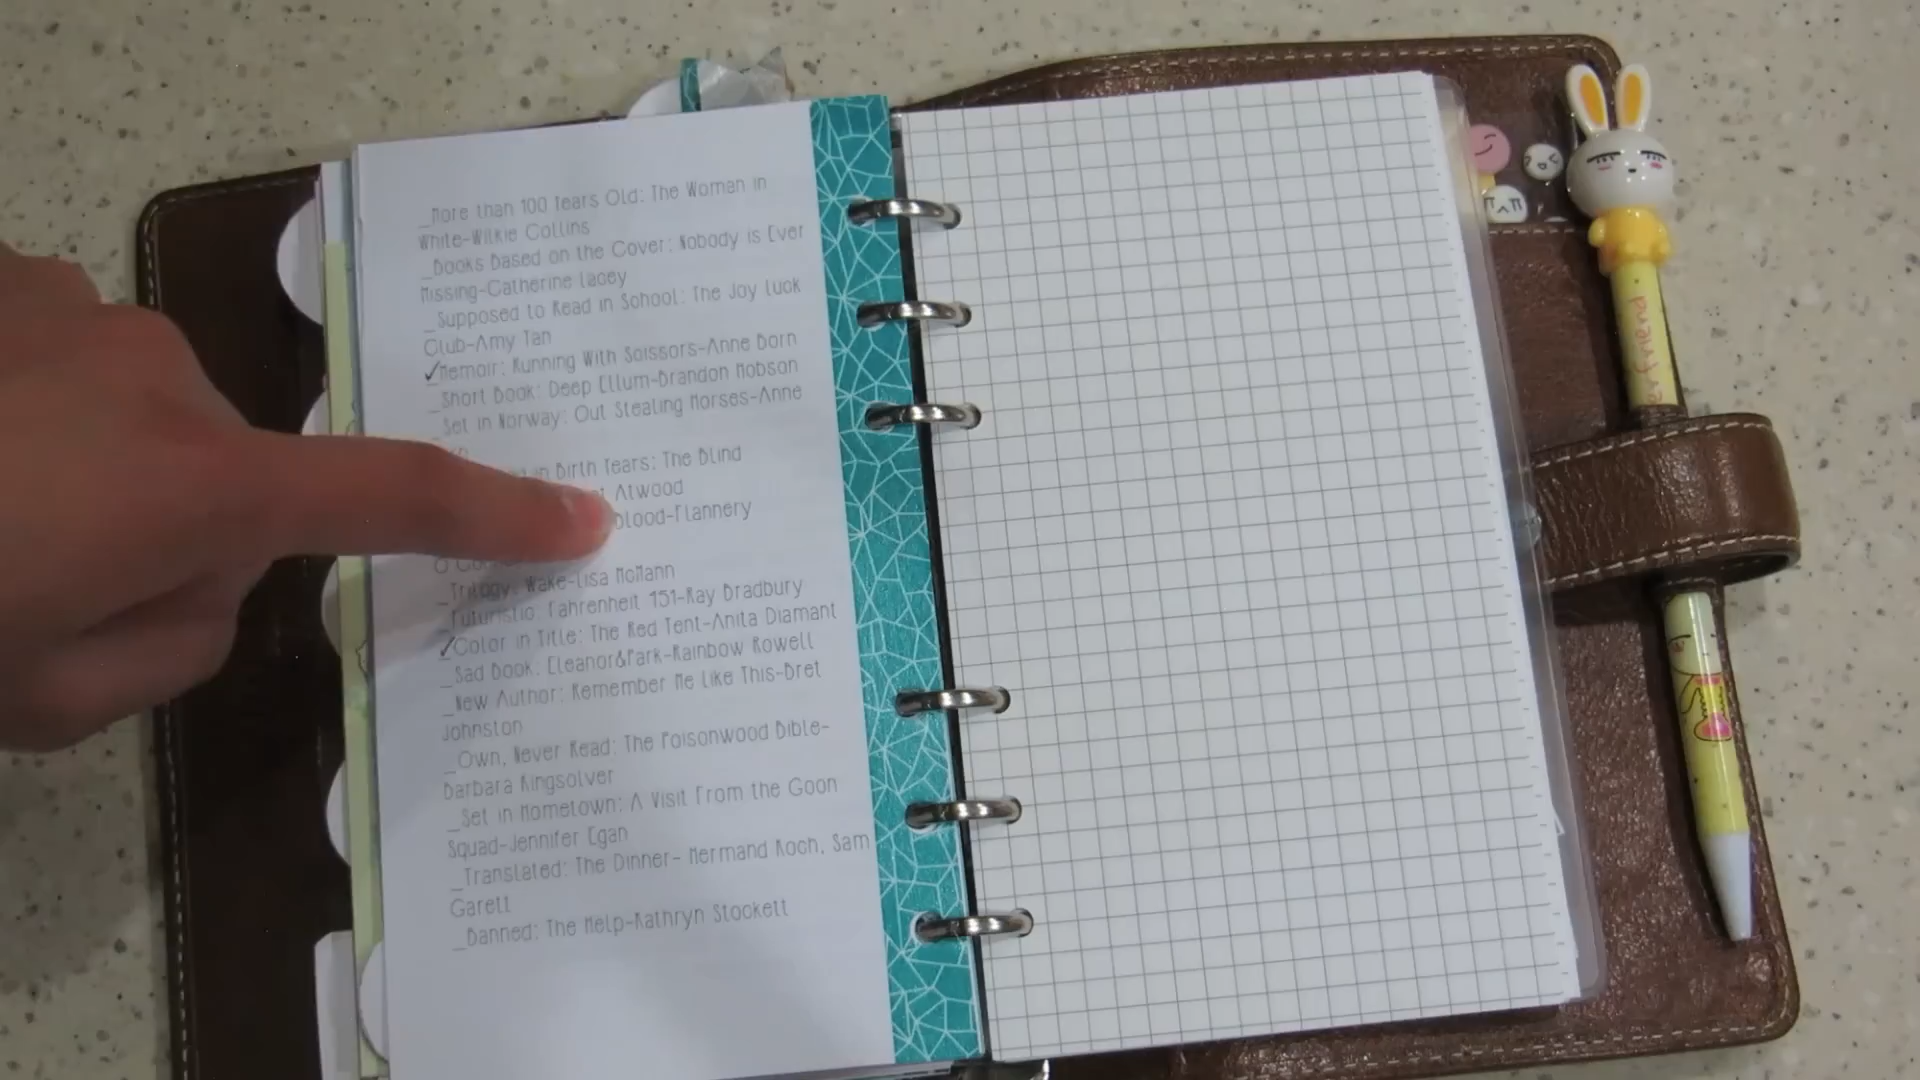 _More than 100 Years Old: The Woman in
White-Wilkie Collins
_Books Based on the Cover: Nobody is Ever
Missing-Catherine Lacey
_Supposed to Read in School: The Joy Luck
Club-Amy Tan
✓Memoir: Running With Scissors-Anne Born
_Short Book: Deep Ellum-Brandon Hobson
_Set in Norway: Out Stealing Horses-Anne
in Birth Years: The Blind
Atwood
Blood-Flannery
O
_Trilogy: Wake-Lisa McMann
_Futuristic: Fahrenheit 151-Ray Bradbury
✓Color in Title: The Red Tent-Anita Diamant
_Sad Book: Eleanor&Park-Rainbow Rowell
_New Author: Remember Me Like This-Bret
Johnston
_Own, Never Read: The Poisonwood Bible-
Barbara Kingsolver
_Set in Hometown: A Visit From the Goon
Squad-Jennifer Egan
_Translated: The Dinner- Hermand Koch, Sam
Garett
_Banned: The Help-Kathryn Stockett